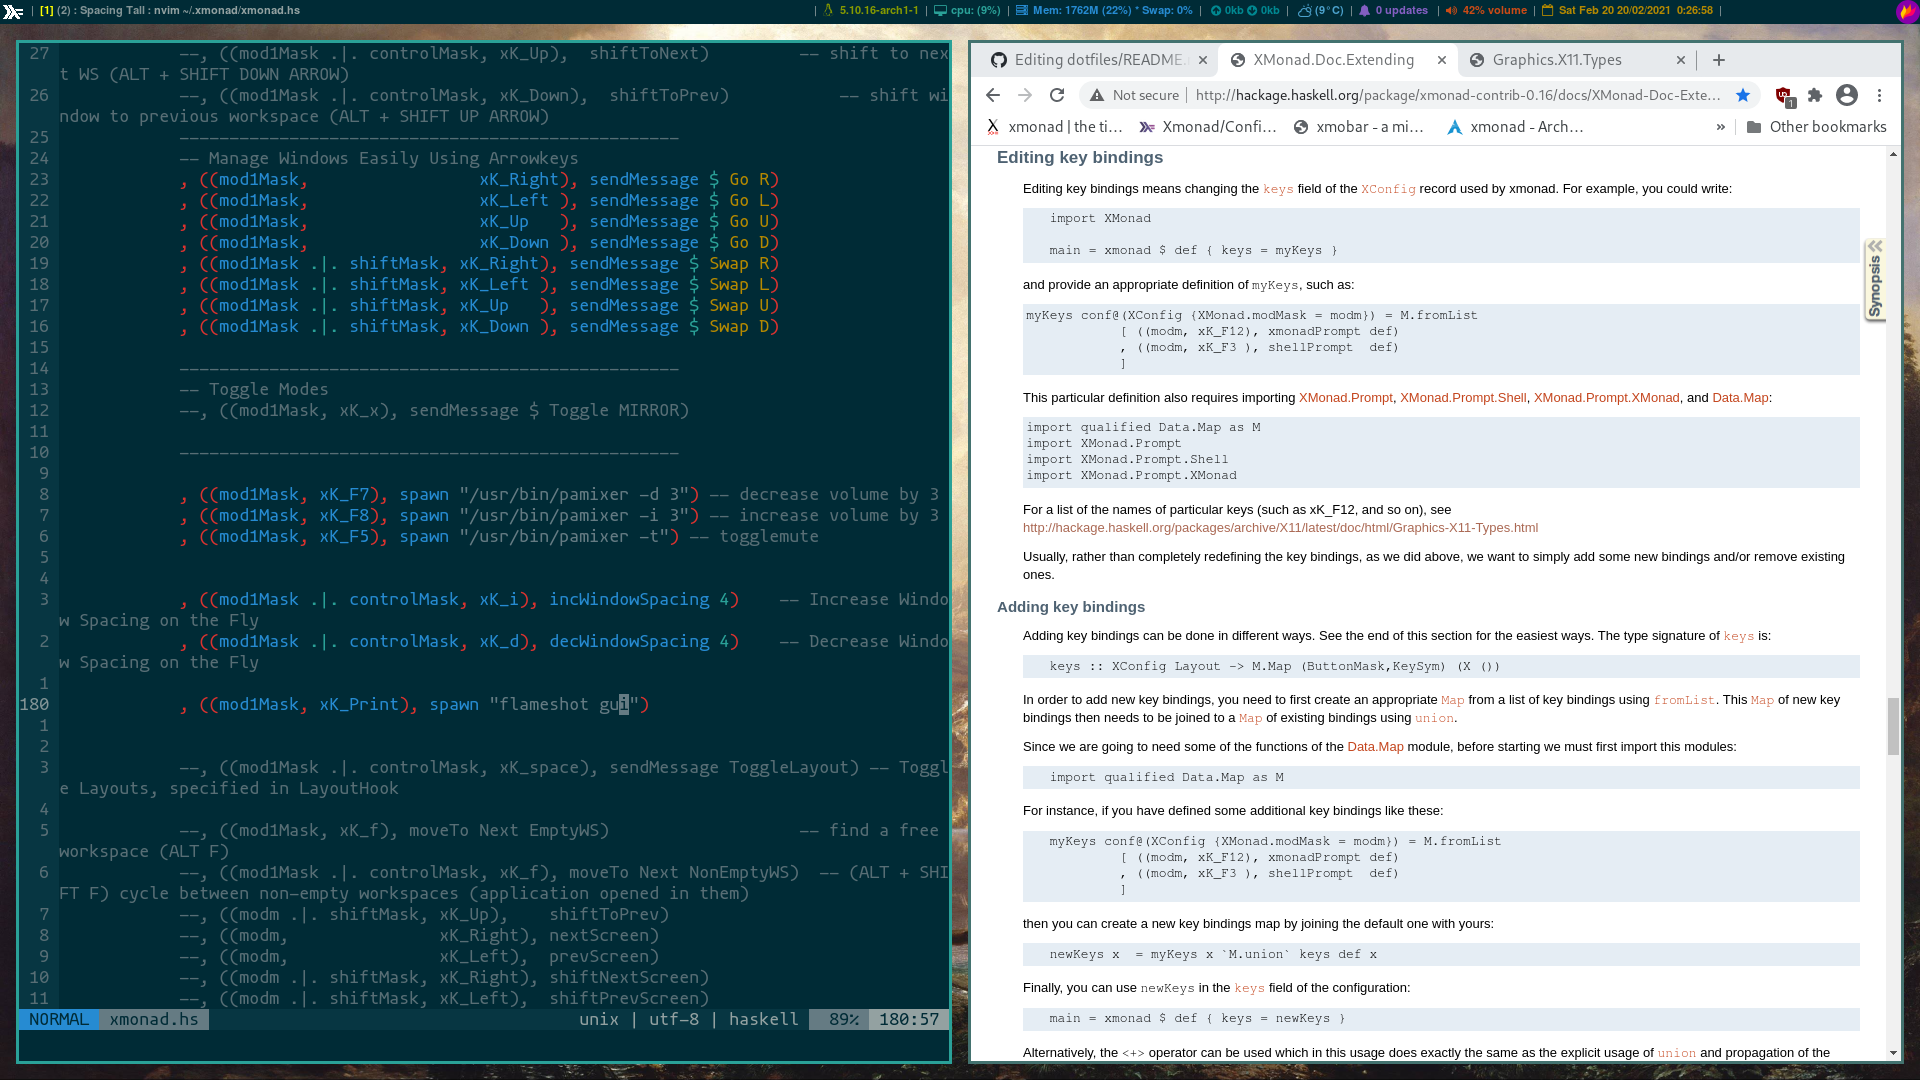 | [1] (2) : Spacing Tall : nvim ~/.xmonad/xmonad.hs
| 5.10.16-arch1-1 | cpu: (9%) | Mem: 1762M (22%) * Swap: 0% | 0kb 0kb | (9°C) | 0 updates | 42% volume | Sat Feb 20 20/02/2021 0:26:58 |
27 --, ((mod1Mask .|. controlMask, xK_Up), shiftToNext) -- shift to nex
t WS (ALT + SHIFT DOWN ARROW)
26 --, ((mod1Mask .|. controlMask, xK_Down), shiftToPrev) -- shift wi
ndow to previous workspace (ALT + SHIFT UP ARROW)
25 --------------------------------------------------
24 -- Manage Windows Easily Using Arrowkeys
23 , ((mod1Mask, xK_Right), sendMessage $ Go R)
22 , ((mod1Mask, xK_Left ), sendMessage $ Go L)
21 , ((mod1Mask, xK_Up ), sendMessage $ Go U)
20 , ((mod1Mask, xK_Down ), sendMessage $ Go D)
19 , ((mod1Mask .|. shiftMask, xK_Right), sendMessage $ Swap R)
18 , ((mod1Mask .|. shiftMask, xK_Left ), sendMessage $ Swap L)
17 , ((mod1Mask .|. shiftMask, xK_Up ), sendMessage $ Swap U)
16 , ((mod1Mask .|. shiftMask, xK_Down ), sendMessage $ Swap D)
15
14 --------------------------------------------------
13 -- Toggle Modes
12 --, ((mod1Mask, xK_x), sendMessage $ Toggle MIRROR)
11
10 --------------------------------------------------
9
8 , ((mod1Mask, xK_F7), spawn "/usr/bin/pamixer -d 3") -- decrease volume by 3
7 , ((mod1Mask, xK_F8), spawn "/usr/bin/pamixer -i 3") -- increase volume by 3
6 , ((mod1Mask, xK_F5), spawn "/usr/bin/pamixer -t") -- togglemute
5
4
3 , ((mod1Mask .|. controlMask, xK_i), incWindowSpacing 4) -- Increase Windo
w Spacing on the Fly
2 , ((mod1Mask .|. controlMask, xK_d), decWindowSpacing 4) -- Decrease Windo
w Spacing on the Fly
1
180 , ((mod1Mask, xK_Print), spawn "flameshot gui")
1
2
3 --, ((mod1Mask .|. controlMask, xK_space), sendMessage ToggleLayout) -- Toggl
e Layouts, specified in LayoutHook
4
5 --, ((mod1Mask, xK_f), moveTo Next EmptyWS) -- find a free
workspace (ALT F)
6 --, ((mod1Mask .|. controlMask, xK_f), moveTo Next NonEmptyWS) -- (ALT + SHI
FT F) cycle between non-empty workspaces (application opened in them)
7 --, ((modm .|. shiftMask, xK_Up), shiftToPrev)
8 --, ((modm, xK_Right), nextScreen)
9 --, ((modm, xK_Left), prevScreen)
10 --, ((modm .|. shiftMask, xK_Right), shiftNextScreen)
11 --, ((modm .|. shiftMask, xK_Left), shiftPrevScreen)
NORMAL xmonad.hs unix | utf-8 | haskell 89% 180:57
Editing dotfiles/README. XMonad.Doc.Extending Graphics.X11.Types
Not secure | http://hackage.haskell.org/package/xmonad-contrib-0.16/docs/XMonad-Doc-Exte... 1
xmonad | the ti... Xmonad/Confi... xmobar - a mi... xmonad - Arch... » Other bookmarks
Editing key bindings
Editing key bindings means changing the keys field of the XConfig record used by xmonad. For example, you could write:
import XMonad
main = xmonad $ def { keys = myKeys }
and provide an appropriate definition of myKeys, such as:
myKeys conf@(XConfig {XMonad.modMask = modm}) = M.fromList
[ ((modm, xK_F12), xmonadPrompt def)
, ((modm, xK_F3 ), shellPrompt def)
]
Synopsis
This particular definition also requires importing XMonad.Prompt, XMonad.Prompt.Shell, XMonad.Prompt.XMonad, and Data.Map:
import qualified Data.Map as M
import XMonad.Prompt
import XMonad.Prompt.Shell
import XMonad.Prompt.XMonad
For a list of the names of particular keys (such as xK_F12, and so on), see
http://hackage.haskell.org/packages/archive/X11/latest/doc/html/Graphics-X11-Types.html
Usually, rather than completely redefining the key bindings, as we did above, we want to simply add some new bindings and/or remove existing
ones.
Adding key bindings
Adding key bindings can be done in different ways. See the end of this section for the easiest ways. The type signature of keys is:
keys :: XConfig Layout -> M.Map (ButtonMask,KeySym) (X ())
In order to add new key bindings, you need to first create an appropriate Map from a list of key bindings using fromList. This Map of new key
bindings then needs to be joined to a Map of existing bindings using union.
Since we are going to need some of the functions of the Data.Map module, before starting we must first import this modules:
import qualified Data.Map as M
For instance, if you have defined some additional key bindings like these:
myKeys conf@(XConfig {XMonad.modMask = modm}) = M.fromList
[ ((modm, xK_F12), xmonadPrompt def)
, ((modm, xK_F3 ), shellPrompt def)
]
then you can create a new key bindings map by joining the default one with yours:
newKeys x = myKeys x `M.union` keys def x
Finally, you can use newKeys in the keys field of the configuration:
main = xmonad $ def { keys = newKeys }
Alternatively, the <+> operator can be used which in this usage does exactly the same as the explicit usage of union and propagation of the